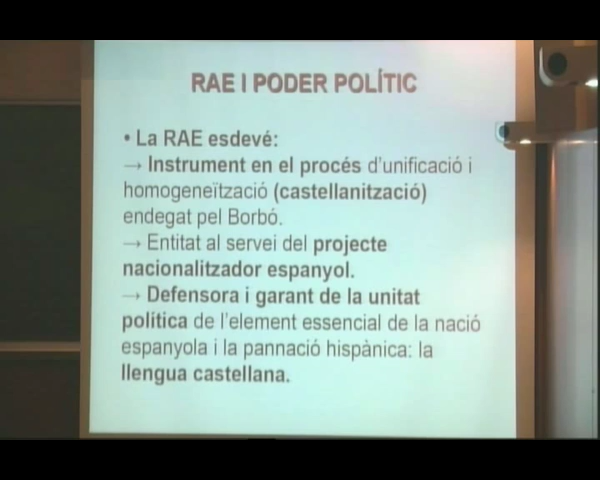 RAE I PODER POLÍTIC
• La RAE esdevé:
→ Instrument en el procés d'unificació i
homogeneïtzació (castellanització)
endegat pel Borbó.
→ Entitat al servei del projecte
nacionalitzador espanyol.
→ Defensora i garant de la unitat
política de l'element essencial de la nació
espanyola i la pannació hispànica: la
llengua castellana.